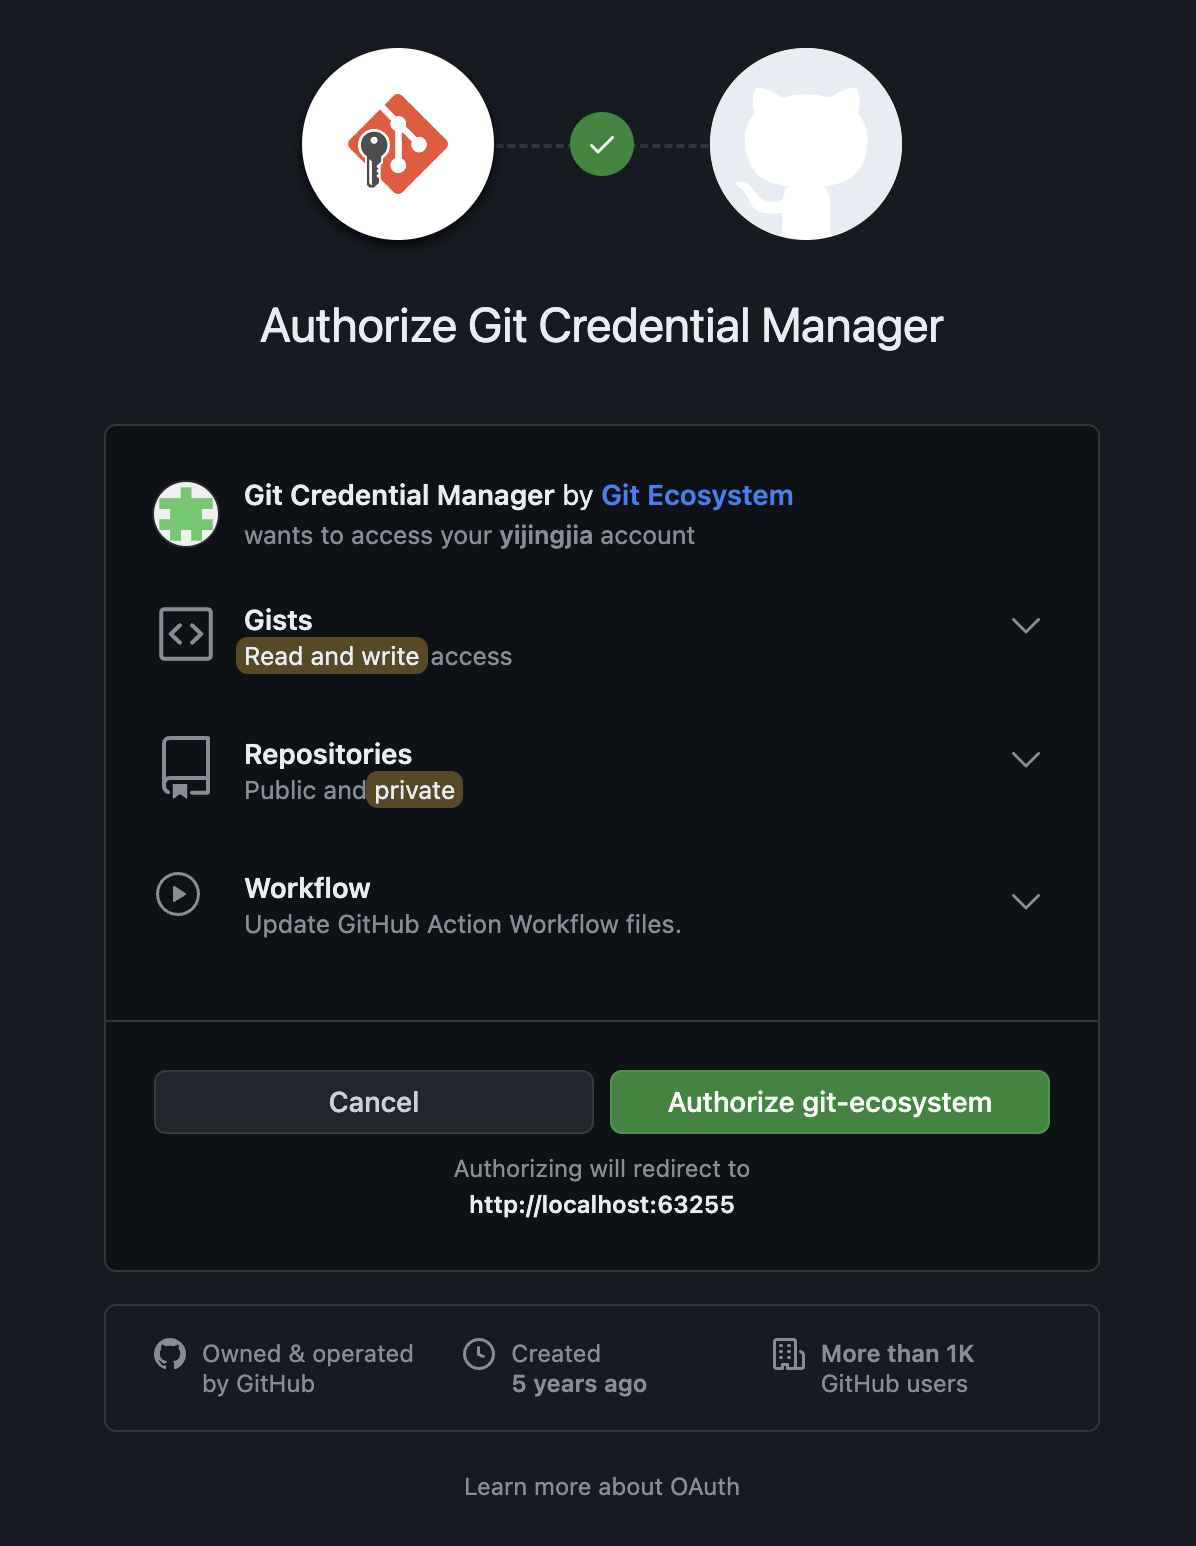 Authorize Git Credential Manager
Git Credential Manager by Git Ecosystem
wants to access your yijingjia account
Gists
Read and write access
Repositories
Public and private
Workflow
Update GitHub Action Workflow files.
Cancel
Authorize git-ecosystem
Authorizing will redirect to
http://localhost:63255
Owned & operated
by GitHub
Created
5 years ago
More than 1K
GitHub users
Learn more about OAuth